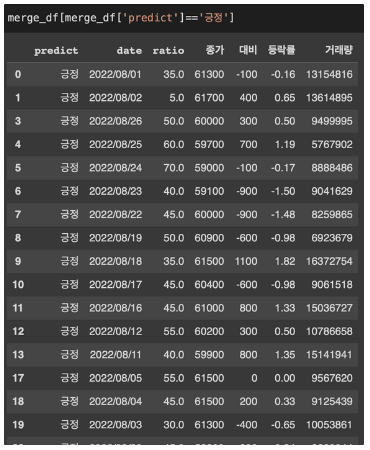 merge_df[merge_df['predict']=='긍정']
predict date ratio 종가 대비 등락률 거래량
0 긍정 2022/08/01 35.0 61300 -100 -0.16 13154816
1 긍정 2022/08/02 5.0 61700 400 0.65 13614895
3 긍정 2022/08/26 50.0 60000 300 0.50 9499995
4 긍정 2022/08/25 60.0 59700 700 1.19 5767902
5 긍정 2022/08/24 70.0 59000 -100 -0.17 8888486
6 긍정 2022/08/23 40.0 59100 -900 -1.50 9041629
7 긍정 2022/08/22 45.0 60000 -900 -1.48 8259865
8 긍정 2022/08/19 50.0 60900 -600 -0.98 6923679
9 긍정 2022/08/18 35.0 61500 1100 1.82 16372754
10 긍정 2022/08/17 45.0 60400 -600 -0.98 9061518
11 긍정 2022/08/16 45.0 61000 800 1.33 15036727
12 긍정 2022/08/12 55.0 60200 300 0.50 10786658
13 긍정 2022/08/11 40.0 59900 800 1.35 15141941
17 긍정 2022/08/05 55.0 61500 0 0.00 9567620
18 긍정 2022/08/04 45.0 61500 200 0.33 9125439
19 긍정 2022/08/03 30.0 61300 -400 -0.65 10053861